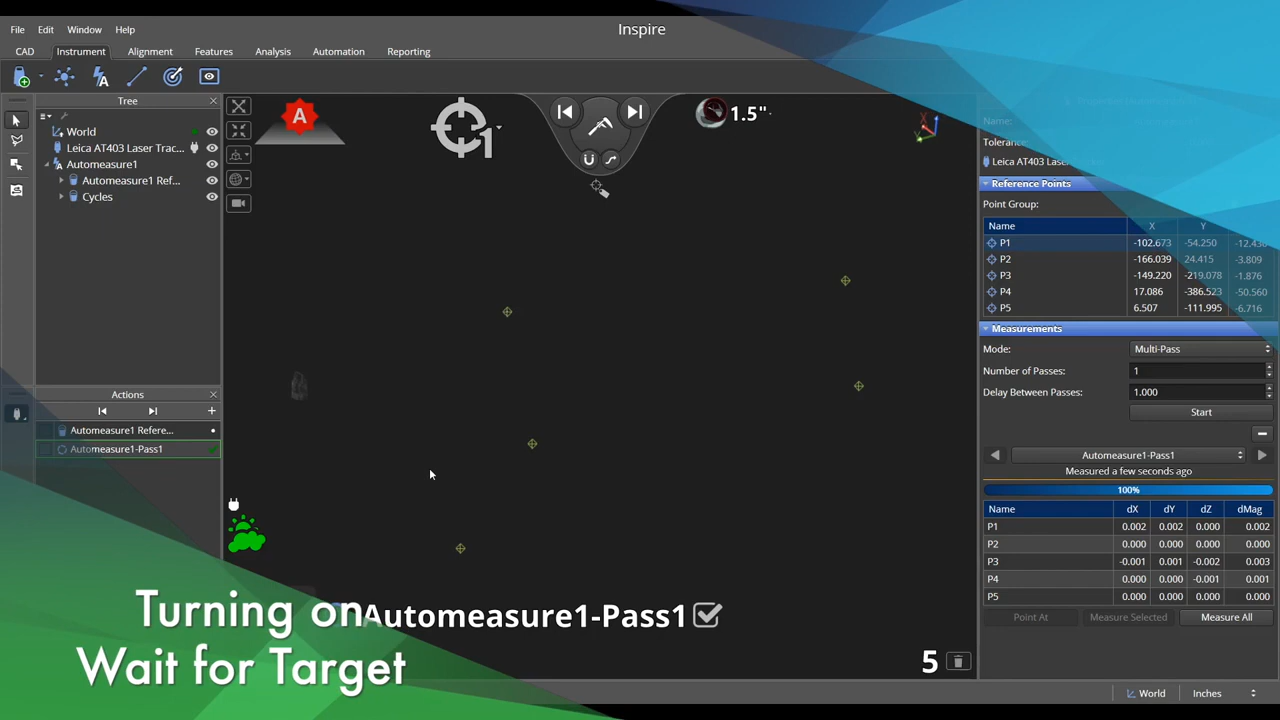 Inspire
File Edit Window Help
CAD Instrument Alignment Features Analysis Automation Reporting
Tree
World
Leica AT403 Laser Trac...
Automeasure1
Automeasure1 Ref...
Cycles
Actions
Automeasure1 Refere...
Automeasure1-Pass1
A
1
1.5"
Automeasure1-Pass1
5
Turning on
Wait for Target
Name:
Tolerance:
Leica AT403 Laser
Reference Points
Point Group:
Name X Y
P1 -102.673 -54.250 -12.436
P2 -166.039 24.415 -3.809
P3 -149.220 -219.078 -1.876
P4 17.086 -386.523 -50.560
P5 6.507 -111.995 -6.716
Measurements
Mode: Multi-Pass
Number of Passes: 1
Delay Between Passes: 1.000
Start
Automeasure1-Pass1
Measured a few seconds ago
100%
Name dX dY dZ dMag
P1 0.002 0.002 0.000 0.002
P2 0.000 0.000 0.000 0.000
P3 -0.001 -0.001 -0.002 0.003
P4 0.000 0.000 -0.001 0.001
P5 0.000 0.000 0.000 0.000
Point At Measure Selected Measure All
World Inches